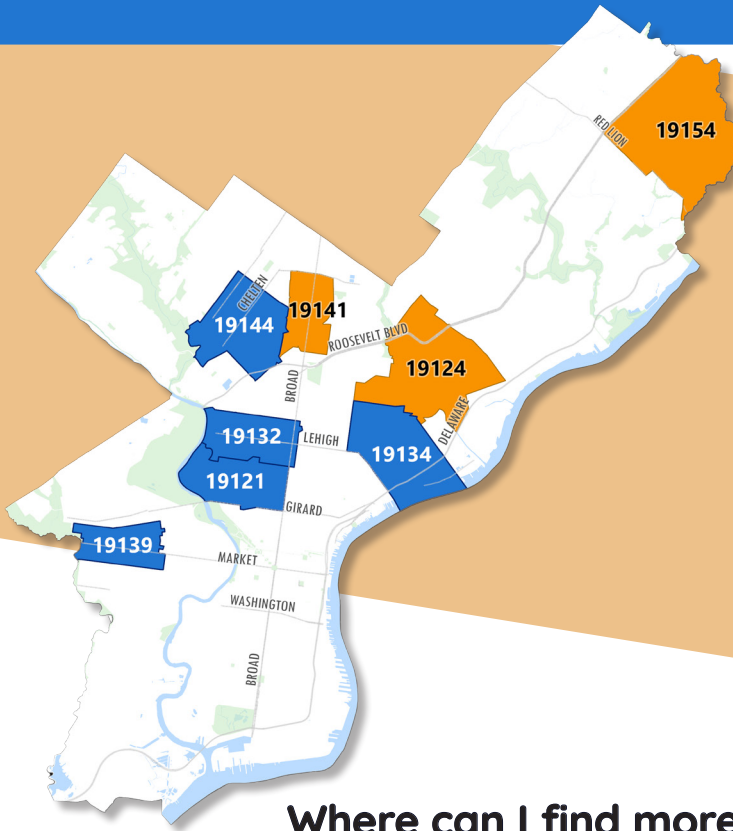 RED LION
19154
CHELTEN
19141
19144
ROOSEVELT BLVD
19124
BROAD
DELAWARE
19132
LEHIGH
19134
19121
GIRARD
19139
MARKET
WASHINGTON
BROAD
Where can I find more